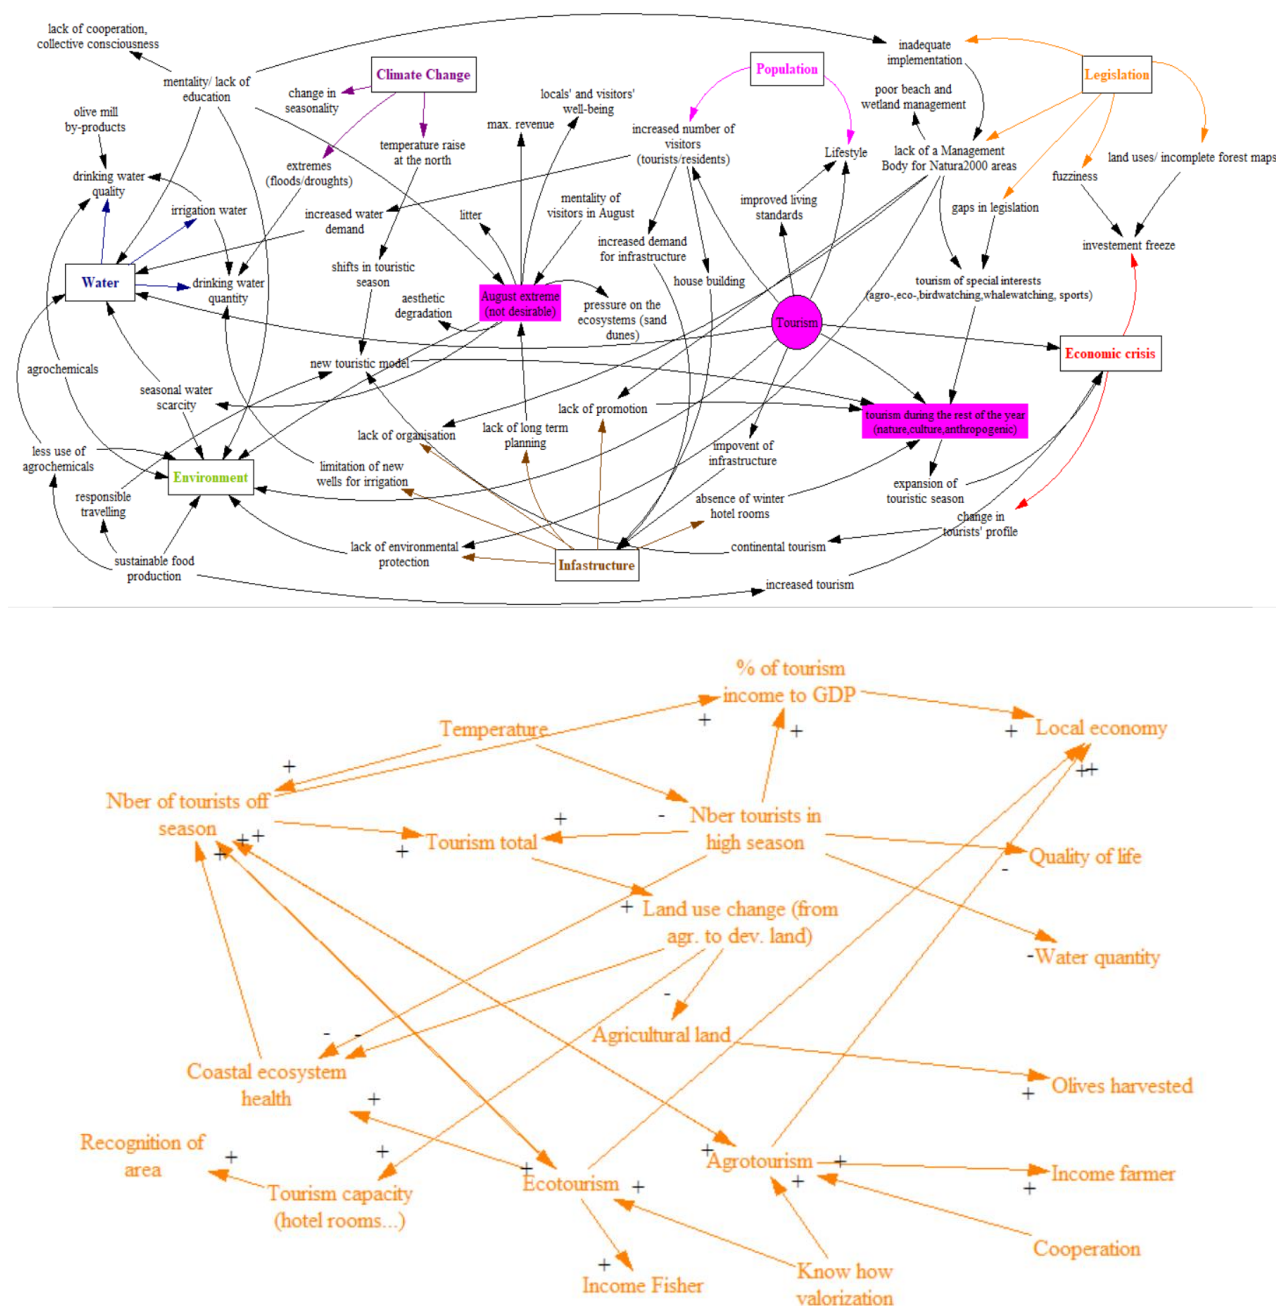 lack of cooperation,
collective consciousness
mentality/ lack of
education
Climate Change
Population
inadequate
implementation
Legislation
change in
seasonality
locals' and visitors'
well-being
poor beach and
wetland management
olive mill
by-products
max. revenue
increased number of
visitors
(tourists/residents)
temperature raise
at the north
Lifestyle
lack of a Management
Body for Natura2000 areas
land uses/ incomplete forest maps
drinking water
quality
extremes
(floods/droughts)
fuzziness
irrigation water
increased water
demand
litter
mentality of
visitors in August
improved living
standards
gaps in legislation
increased demand
for infrastructure
investement freeze
Water
drinking water
quantity
shifts in touristic
season
house building
tourism of special interests
(agro-,eco-,birdwatching,whalewatching, sports)
August extreme
(not desirable)
aesthetic
degradation
pressure on the
ecosystems (sand
dunes)
Tourism
Economic crisis
agrochemicals
new touristic model
seasonal water
scarcity
lack of promotion
tourism during the rest of the year
(nature,culture,anthropogenic)
lack of organisation
lack of long term
planning
less use of
agrochemicals
Environment
limitation of new
wells for irrigation
impovent of
infrastructure
responsible
travelling
absence of winter
hotel rooms
expansion of
touristic season
change in
tourists' profile
lack of environmental
protection
continental tourism
sustainable food
production
Infastructure
increased tourism
% of tourism
income to GDP
+
+
+
Temperature
Local economy
+
++
Nber of tourists off
season
Nber tourists in
high season
+
-
+
+
+
+
Tourism total
Quality of life
-
+
Land use change (from
agr. to dev. land)
-
Water quantity
-
Agricultural land
-
-
Coastal ecosystem
health
Olives harvested
+
+
Recognition of
area
+
+
+
+
Agrotourism
+
+
Ecotourism
+
+
Income farmer
+
Tourism capacity
(hotel rooms...)
Cooperation
+
Income Fisher
Know how
valorization